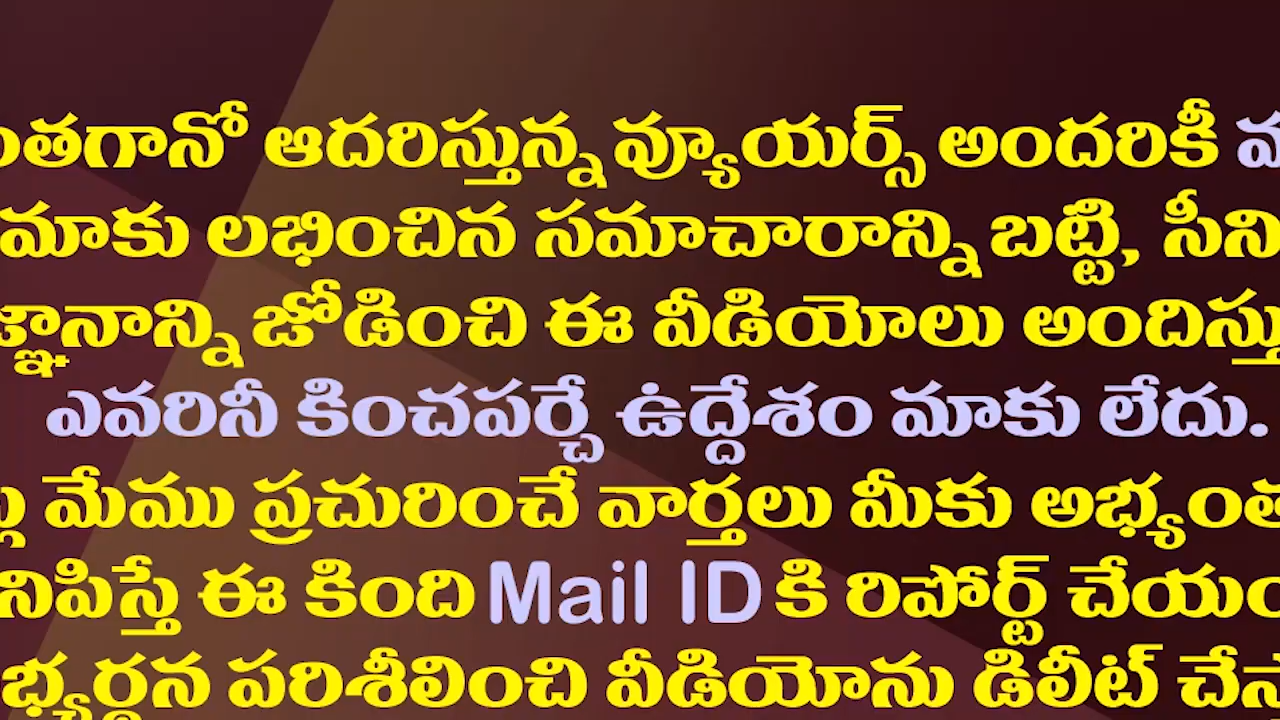 ఆదరిస్తున్న వ్యూయర్స్ అందరికీ
మాకు లభించిన సమాచారాన్ని బట్టి,
జోడించి ఈ వీడియోలు
ఎవరినీ కించపర్చే ఉద్దేశం మాకు లేదు.
మేము ప్రచురించే వార్తలు మీకు
ఈ కింది Mail ID కి రిపోర్ట్
పరిశీలించి వీడియోను డిలీట్